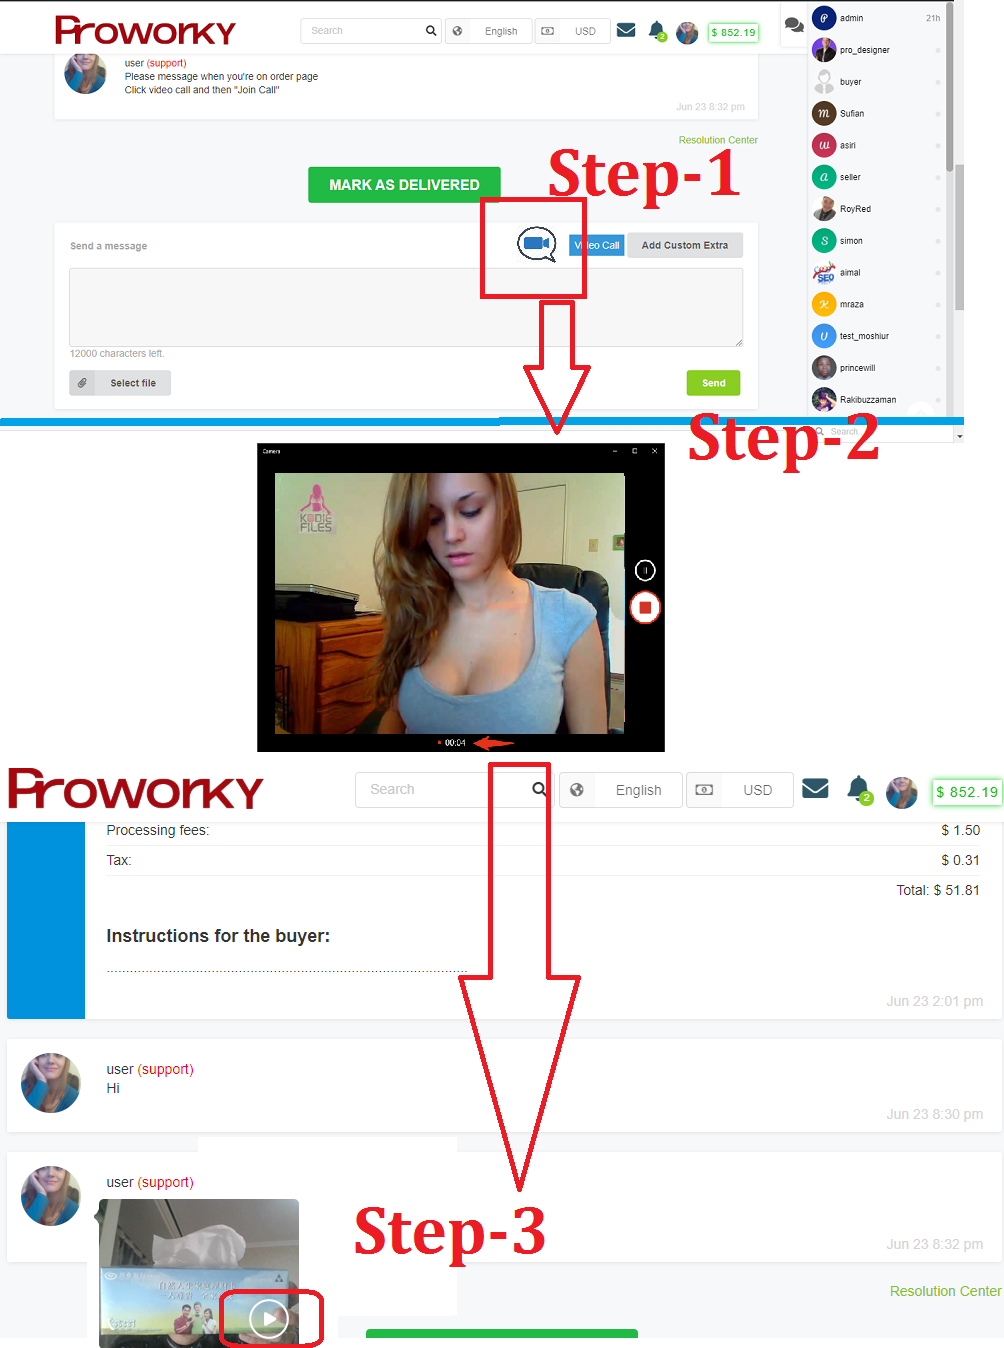 Proworky
Search
English
USD
2
$ 852.19
user (support)
Please message when you're on order page
Click video call and then "Join Call"
Jun 23 8:32 pm
Resolution Center
Step-1
MARK AS DELIVERED
Send a message
Video Call
Add Custom Extra
12000 characters left.
Select file
Send
admin
21h
pro_designer
buyer
Sufian
asiri
seller
RoyRed
simon
aimal
mraza
test_moshiur
princewill
Rakibuzzaman
Search
Step-2
Camera
KODIE
FILES
00:04
Proworky
Search
English
USD
2
$ 852.19
Processing fees:
$ 1.50
Tax:
$ 0.31
Total: $ 51.81
Instructions for the buyer:
Jun 23 2:01 pm
user (support)
Hi
Jun 23 8:30 pm
user (support)
Step-3
Jun 23 8:32 pm
Resolution Center